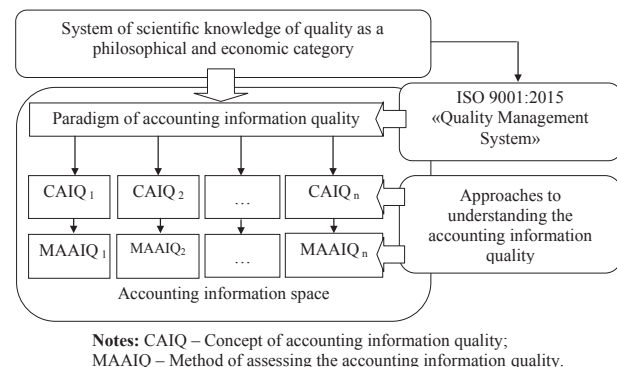 System of scientific knowledge of quality as a
philosophical and economic category
Paradigm of accounting information quality
ISO 9001:2015
«Quality Management
System»
CAIQ 1
CAIQ 2
...
CAIQ n
MAAIQ 1
MAAIQ2
...
MAAIQ n
Approaches to
understanding the
accounting information
quality
Accounting information space
Notes: CAIQ – Concept of accounting information quality;
MAAIQ – Method of assessing the accounting information quality.